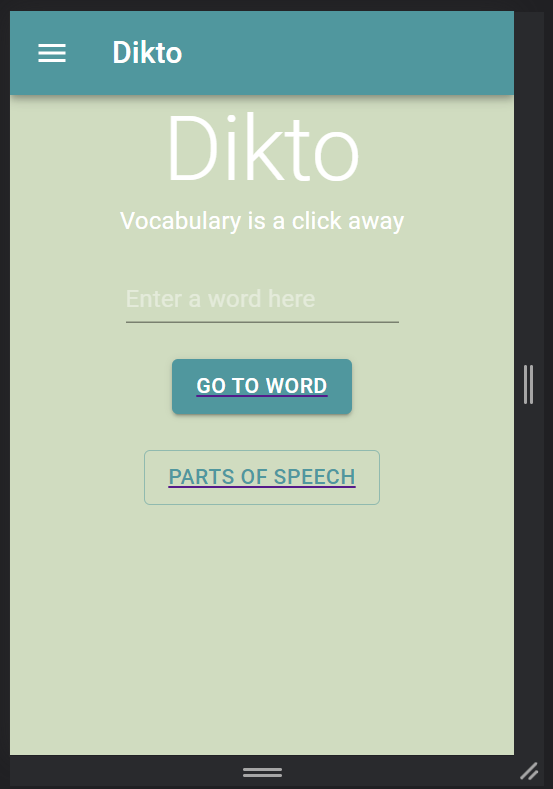 Dikto
Dikto
Vocabulary is a click away
Enter a word here
GO TO WORD
PARTS OF SPEECH